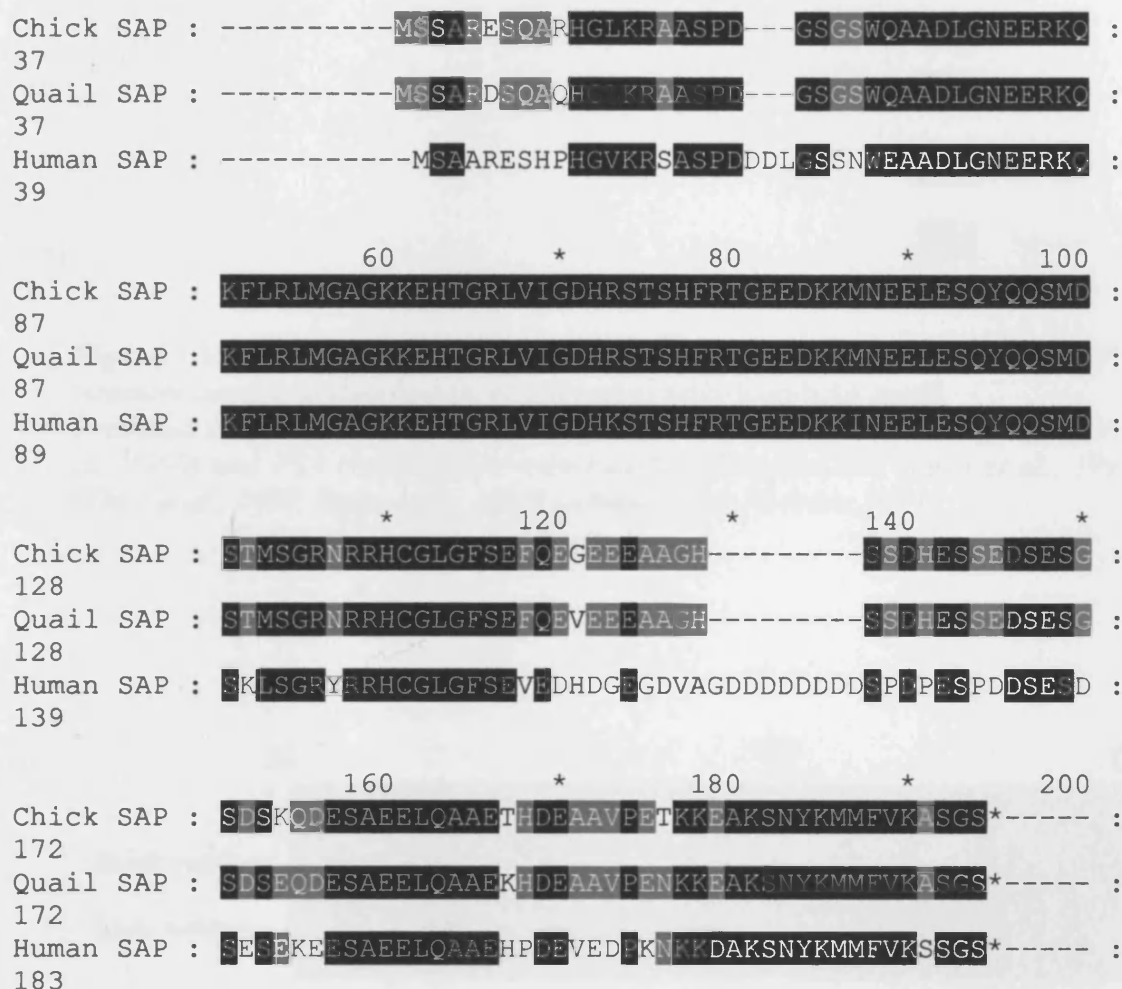 Chick SAP : ----------MSSARESQARHGLKRAASPD---GSGSWQAADLGNEERKQ :
37
Quail SAP : ----------MSSARDSQAQHGLKRAASPD---GSGSWQAADLGNEERKQ :
37
Human SAP : -----------MSAARESHPHGVKRSASPDDDLGSSNWEAADLGNEERKQ :
39
60 * 80 * 100
Chick SAP : KFLRLMGAGKKEHTGRLVIGDHRSTSHFRTGEEDKKMNEELESQYQQSMD :
87
Quail SAP : KFLRLMGAGKKEHTGRLVIGDHRSTSHFRTGEEDKKMNEELESQYQQSMD :
87
Human SAP : KFLRLMGAGKKEHTGRLVIGDHKSTSHFRTGEEDKKINEELESQYQQSMD :
89
* 120 * 140 *
Chick SAP : STMSGRNRRHCGLGFSEFQEGEEEAAGH---------SSDHESSEDSESG :
128
Quail SAP : STMSGRNRRHCGLGFSEFQEVEEEAAGH---------SSDHESSEDSESG :
128
Human SAP : SKLSGRYRRHCGLGFSEVEDHDGEGDVAGDDDDDDDDSPDPESPDDSESD :
139
160 * 180 * 200
Chick SAP : SDSKQDESAEELQAAETHDEAAVPETKKEAKSNYKMMFVKASGS*----- :
172
Quail SAP : SDSEQDESAEELQAAEKHDEAAVPENKKEAKSNYKMMFVKASGS*----- :
172
Human SAP : SESEKEESAEELQAAEHPDEVEDPKNKKDAKSNYKMMFVKSSGS*----- :
183